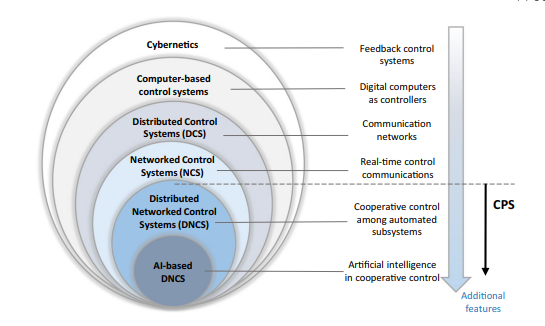 Cybernetics
Feedback control
systems
Computer-based
control systems
Digital computers
as controllers
Distributed Control
Systems (DCS)
Communication
networks
Networked Control
Systems (NCS)
Real-time control
communications
Distributed
Networked Control
Systems (DNCS)
Cooperative control
among automated
subsystems
CPS
AI-based
DNCS
Artificial intelligence
in cooperative control
Additional
features